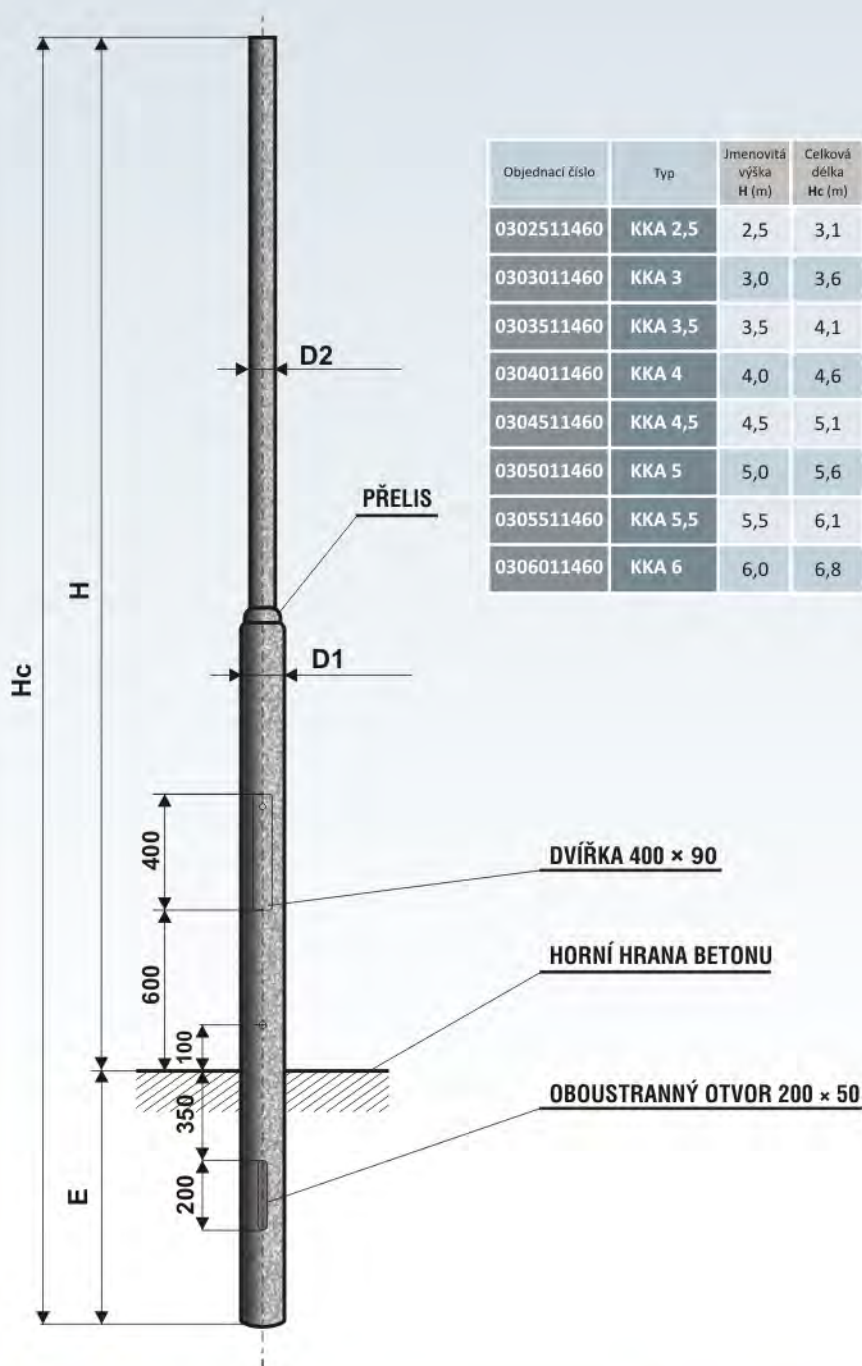 Objednací číslo Typ Jmenovitá výška H (m) Celková délka Hc (m)
0302511460 KKA 2,5 2,5 3,1
0303011460 KKA 3 3,0 3,6
0303511460 KKA 3,5 3,5 4,1
0304011460 KKA 4 4,0 4,6
0304511460 KKA 4,5 4,5 5,1
0305011460 KKA 5 5,0 5,6
0305511460 KKA 5,5 5,5 6,1
0306011460 KKA 6 6,0 6,8
D2
PŘELIS
H
Hc
D1
400
DVÍŘKA 400 × 90
600
HORNÍ HRANA BETONU
100
350
OBOUSTRANNÝ OTVOR 200 × 50
200
E